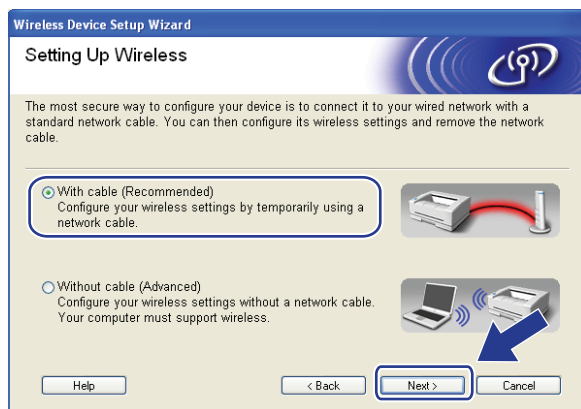 Wireless Device Setup Wizard
Setting Up Wireless
The most secure way to configure your device is to connect it to your wired network with a
standard network cable. You can then configure its wireless settings and remove the network
cable.
With cable (Recommended)
Configure your wireless settings by temporarily using a
network cable.
Without cable (Advanced)
Configure your wireless settings without a network cable.
Your computer must support wireless.
Help
< Back
Next >
Cancel